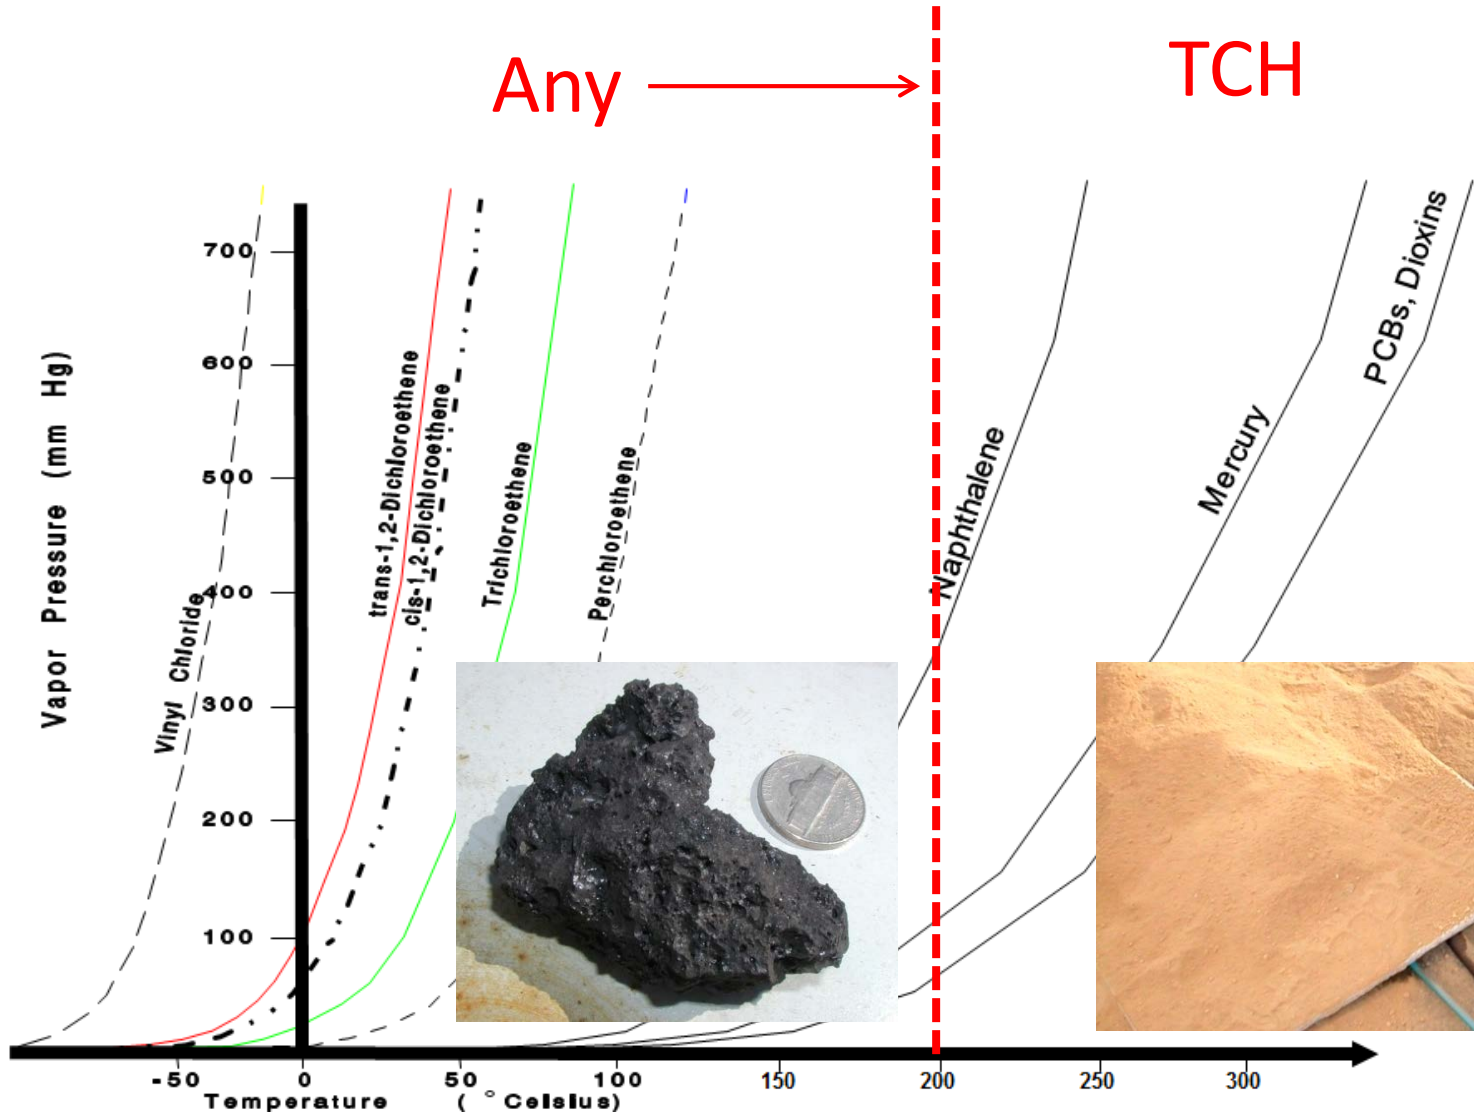 Any
TCH
700
600
500
400
300
200
100
Vapor Pressure (mm Hg)
Vinyl Chloride
trans-1,2-Dichloroethene
cis-1,2-Dichloroethene
Trichloroethene
Perchloroethene
Naphthalene
Mercury
PCBs, Dioxins
-50 0 50 100 150 200 250 300
Temperature ( °Celsius)